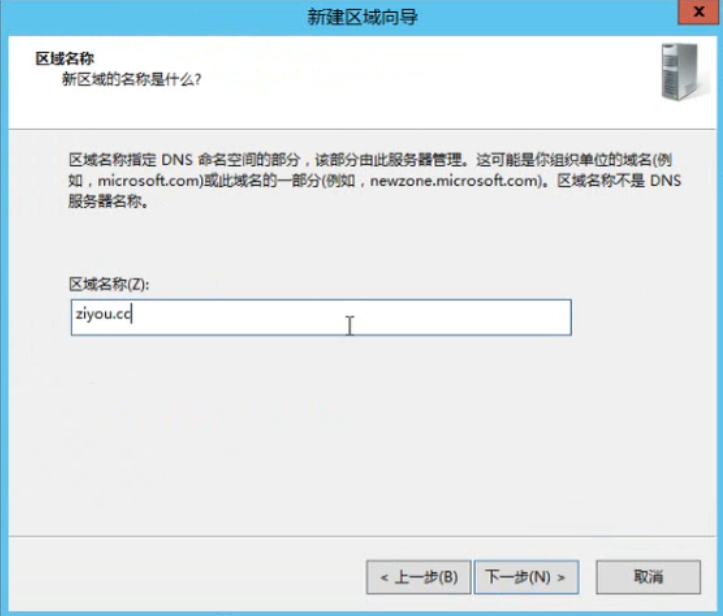 新建区域向导
x
区域名称
新区域的名称是什么?
区域名称指定 DNS 命名空间的部分，该部分由此服务器管理。这可能是你组织单位的域名(例
如，microsoft.com)或此域名的一部分(例如，newzone.microsoft.com)。区域名称不是 DNS
服务器名称。
区域名称(Z):
ziyou.cc
< 上一步(B)
下一步(N) >
取消